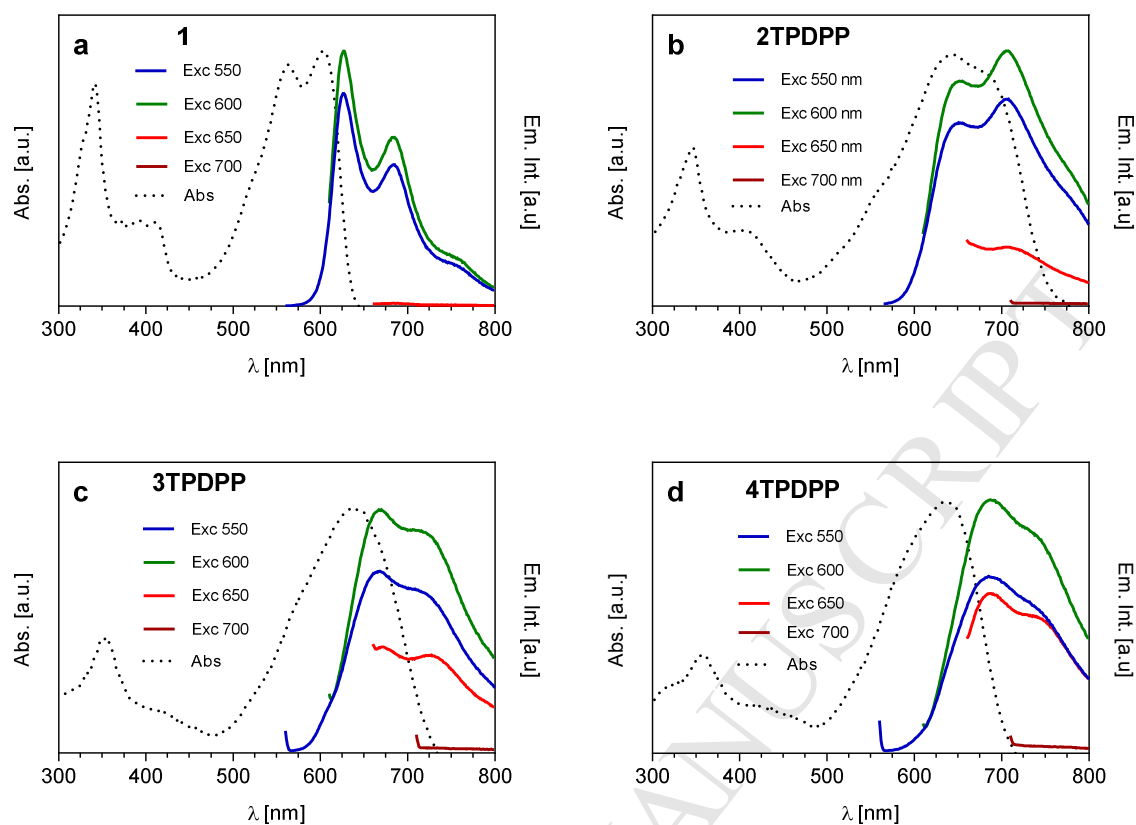 a
1
Exc 550
Exc 600
Exc 650
Exc 700
Abs
Abs. [a.u.]
Em. Int. [a.u]
300 400 500 600 700 800
λ [nm]
b
2TPDPP
Exc 550 nm
Exc 600 nm
Exc 650 nm
Exc 700 nm
Abs
Abs. [a.u.]
Em. Int. [a.u]
300 400 500 600 700 800
λ [nm]
c
3TPDPP
Exc 550
Exc 600
Exc 650
Exc 700
Abs
Abs. [a.u.]
Em. Int. [a.u]
300 400 500 600 700 800
λ [nm]
d
4TPDPP
Exc 550
Exc 600
Exc 650
Exc 700
Abs
Abs. [a.u.]
Em. Int. [a.u]
300 400 500 600 700 800
λ [nm]
ANUSCRIPT